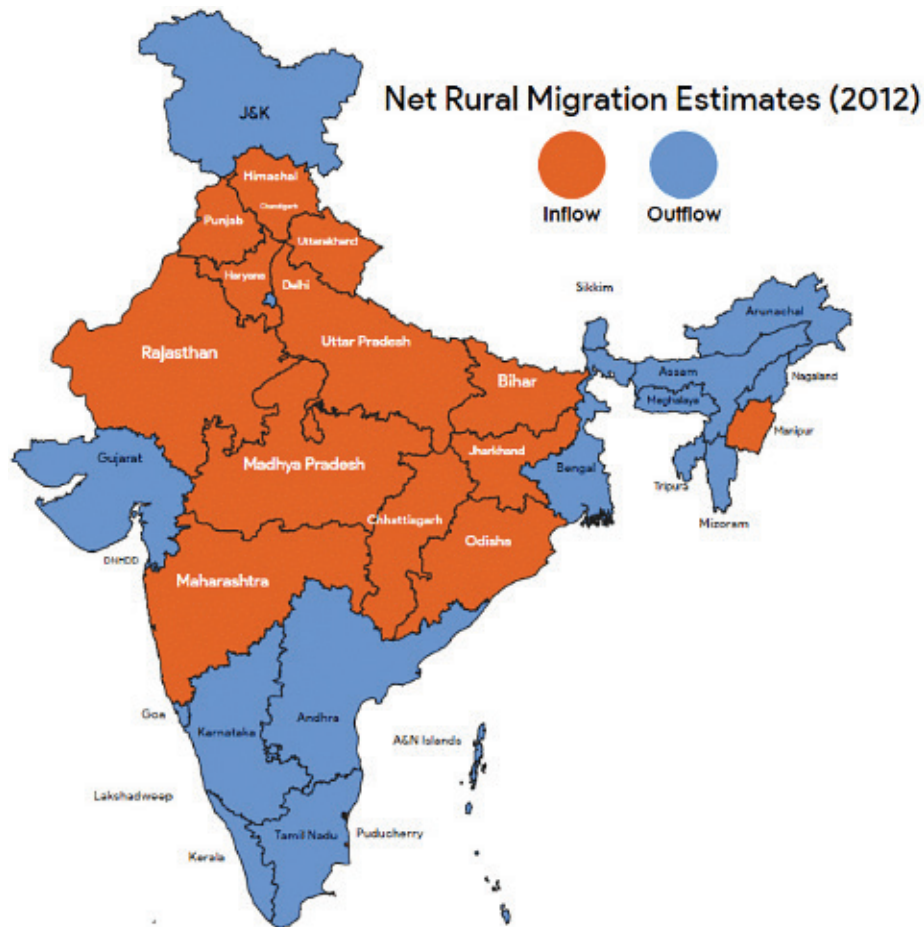 Net Rural Migration Estimates (2012)
Inflow
Outflow
J&K
Himachal
Chandigarh
Punjab
Uttarakhand
Haryana
Delhi
Sikkim
Arunachal
Rajasthan
Uttar Pradesh
Bihar
Assam
Nagaland
Meghalaya
Manipur
Gujarat
Madhya Pradesh
Jharkhand
Bengal
Tripura
Mizoram
Chhattiagarh
Odisha
DNHDD
Maharashtra
Goa
Karnataka
Andhra
A&N Islands
Lakshadweep
Tamil Nadu
Puducherry
Kerala